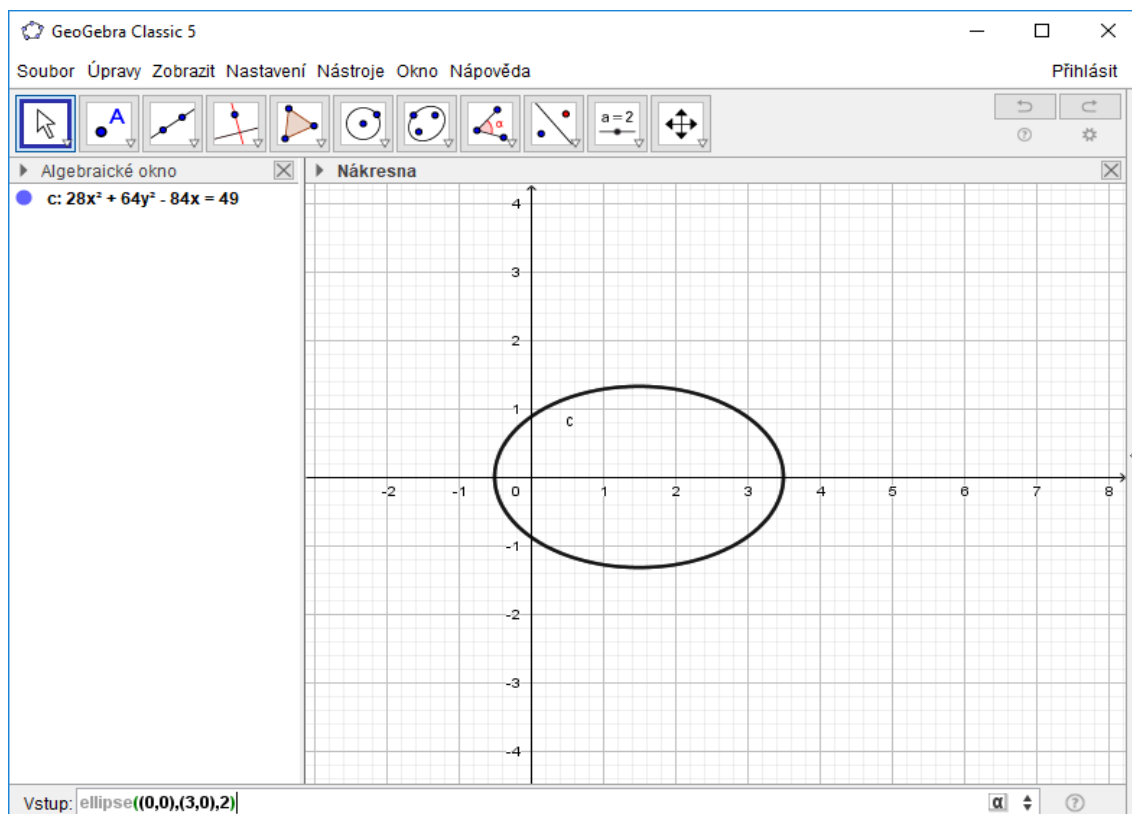 GeoGebra Classic 5
Soubor Úpravy Zobrazit Nastavení Nástroje Okno Nápověda Přihlásit
A α a = 2
Algebraické okno
Nákresna
c: 28x² + 64y² - 84x = 49
4
3
2
1
c
-2 -1 0 1 2 3 4 5 6 7 8
-1
-2
-3
-4
Vstup: ellipse((0,0),(3,0),2) α